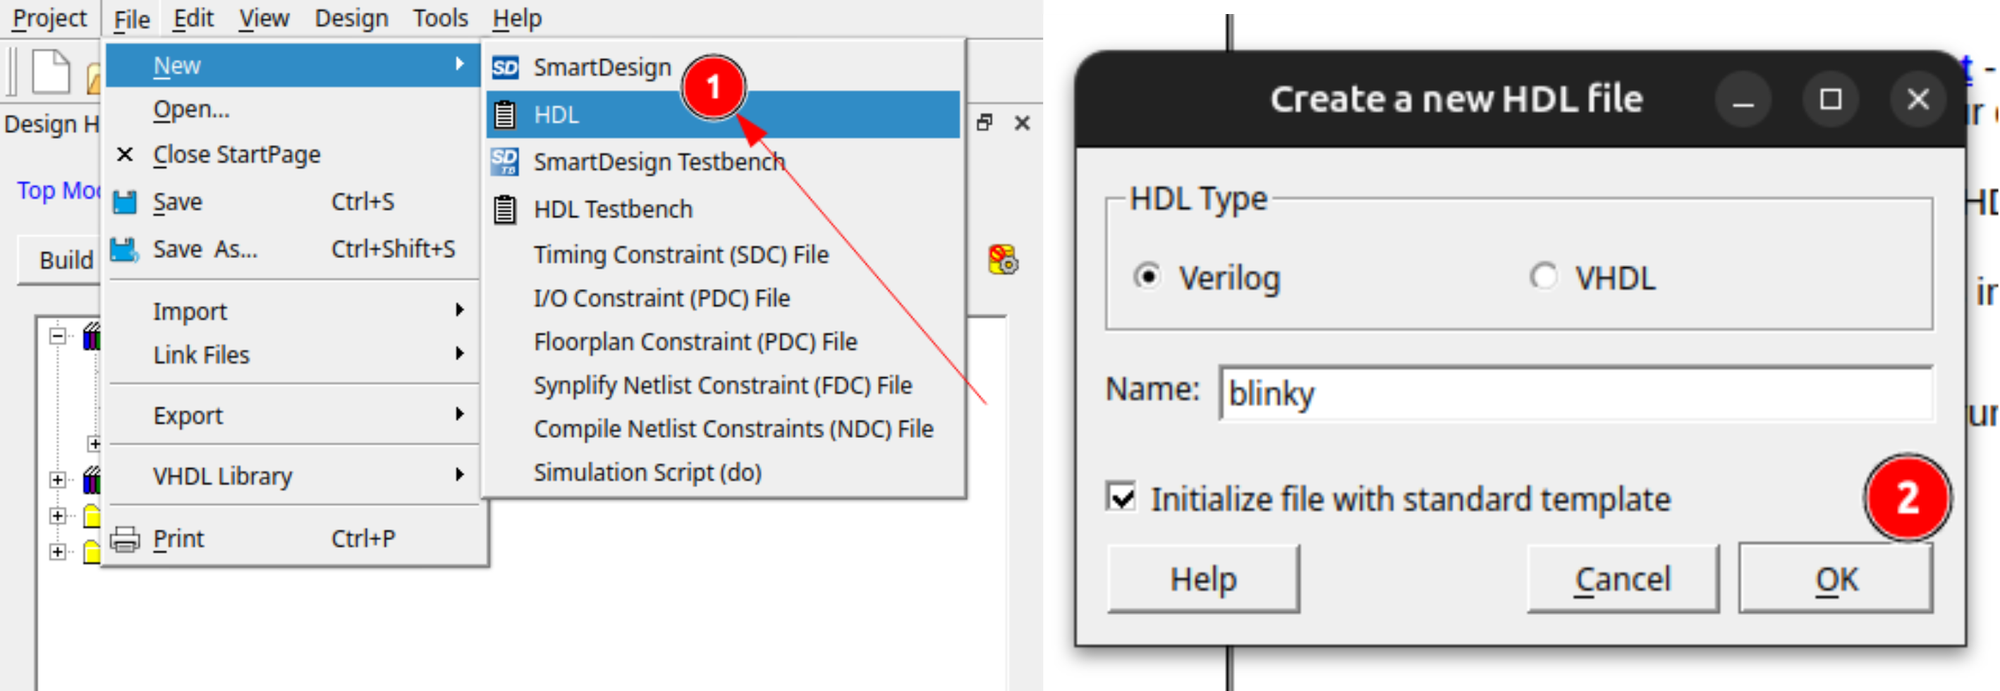 Project File Edit View Design Tools Help
New
Open...
Design H
Close StartPage
Top Mo
Save Ctrl+S
Save As... Ctrl+Shift+S
Build
Import
Link Files
Export
VHDL Library
Print Ctrl+P
SD SmartDesign
1
HDL
SD TB SmartDesign Testbench
HDL Testbench
Timing Constraint (SDC) File
I/O Constraint (PDC) File
Floorplan Constraint (PDC) File
Synplify Netlist Constraint (FDC) File
Compile Netlist Constraints (NDC) File
Simulation Script (do)
Create a new HDL file
HDL Type
Verilog VHDL
Name: blinky
Initialize file with standard template
2
Help Cancel OK